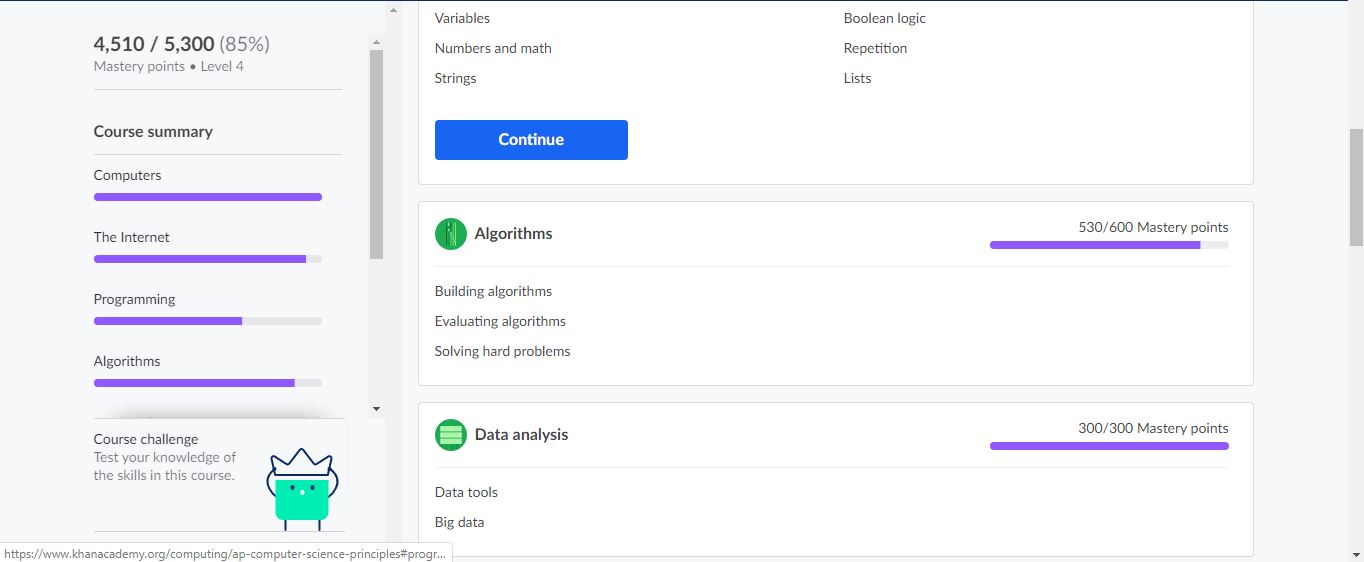 4,510 / 5,300 (85%)
Mastery points • Level 4
Course summary
Computers
The Internet
Programming
Algorithms
Course challenge
Test your knowledge of
the skills in this course.
Variables
Numbers and math
Strings
Boolean logic
Repetition
Lists
Continue
Algorithms
530/600 Mastery points
Building algorithms
Evaluating algorithms
Solving hard problems
Data analysis
300/300 Mastery points
Data tools
Big data
https://www.khanacademy.org/computing/ap-computer-science-principles#progr...